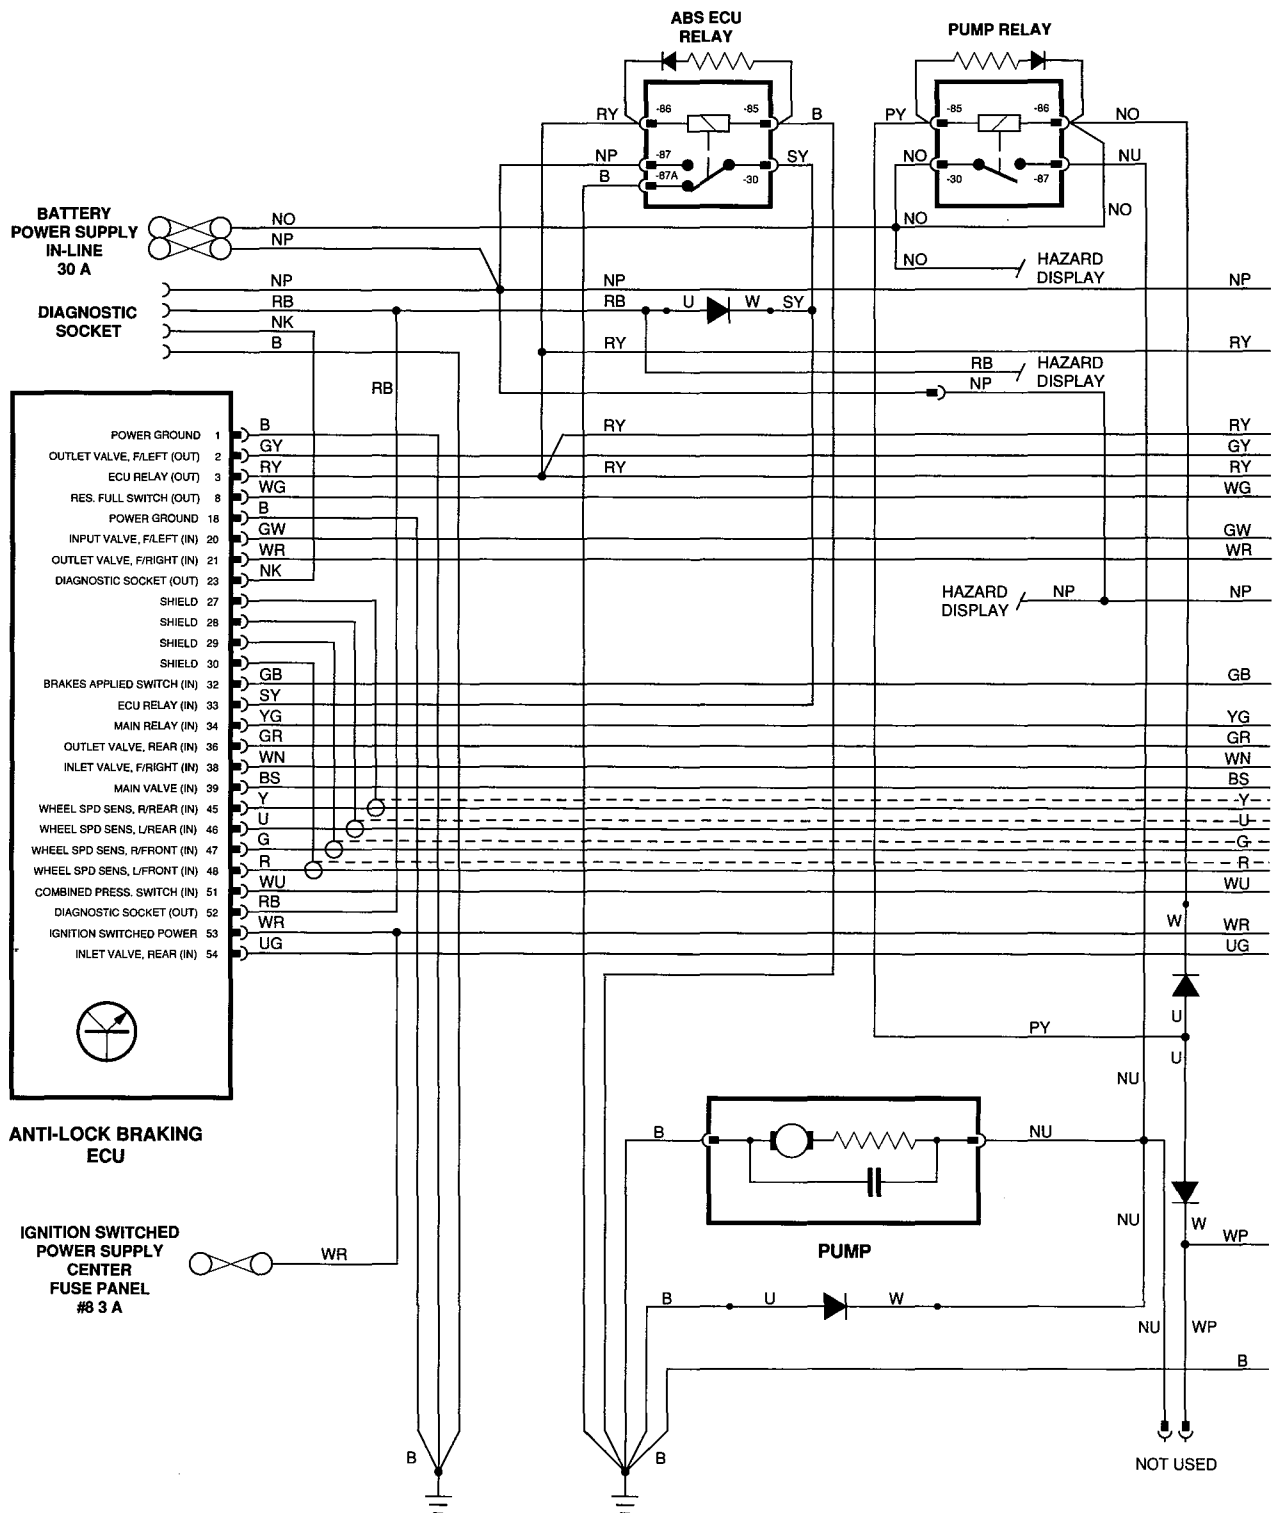 ABS ECU
RELAY
PUMP RELAY
-86
-85
RY
B
-87
NP
-87A
B
-30
SY
-85
-86
PY
NO
NO
NU
-30
-87
NO
NO
BATTERY
POWER SUPPLY
IN-LINE
30 A
NO
NP
NO
HAZARD
DISPLAY
DIAGNOSTIC
SOCKET
NP
NP
NP
RB
RB
U
W
SY
NK
B
RY
RY
RB
HAZARD
DISPLAY
NP
RB
POWER GROUND 1 B RY RY
OUTLET VALVE, F/LEFT (OUT) 2 GY GY
ECU RELAY (OUT) 3 RY RY RY
RES. FULL SWITCH (OUT) 8 WG WG
POWER GROUND 18 B
INPUT VALVE, F/LEFT (IN) 20 GW GW
OUTLET VALVE, F/RIGHT (IN) 21 WR WR
DIAGNOSTIC SOCKET (OUT) 23 NK
SHIELD 27
HAZARD
DISPLAY
NP
NP
SHIELD 28
SHIELD 29
SHIELD 30
BRAKES APPLIED SWITCH (IN) 32 GB GB
ECU RELAY (IN) 33 SY
MAIN RELAY (IN) 34 YG YG
OUTLET VALVE, REAR (IN) 36 GR GR
INLET VALVE, F/RIGHT (IN) 38 WN WN
MAIN VALVE (IN) 39 BS BS
WHEEL SPD SENS, R/REAR (IN) 45 Y Y
WHEEL SPD SENS, L/REAR (IN) 46 U U
WHEEL SPD SENS, R/FRONT (IN) 47 G G
WHEEL SPD SENS, L/FRONT (IN) 48 R R
COMBINED PRESS. SWITCH (IN) 51 WU WU
DIAGNOSTIC SOCKET (OUT) 52 RB
IGNITION SWITCHED POWER 53 WR W WR
INLET VALVE, REAR (IN) 54 UG UG
U
PY
U
NU
ANTI-LOCK BRAKING
ECU
B
NU
PUMP
NU
W
WP
IGNITION SWITCHED
POWER SUPPLY
CENTER
FUSE PANEL
#8 3 A
WR
B
U
W
NU
WP
B
B
B
NOT USED